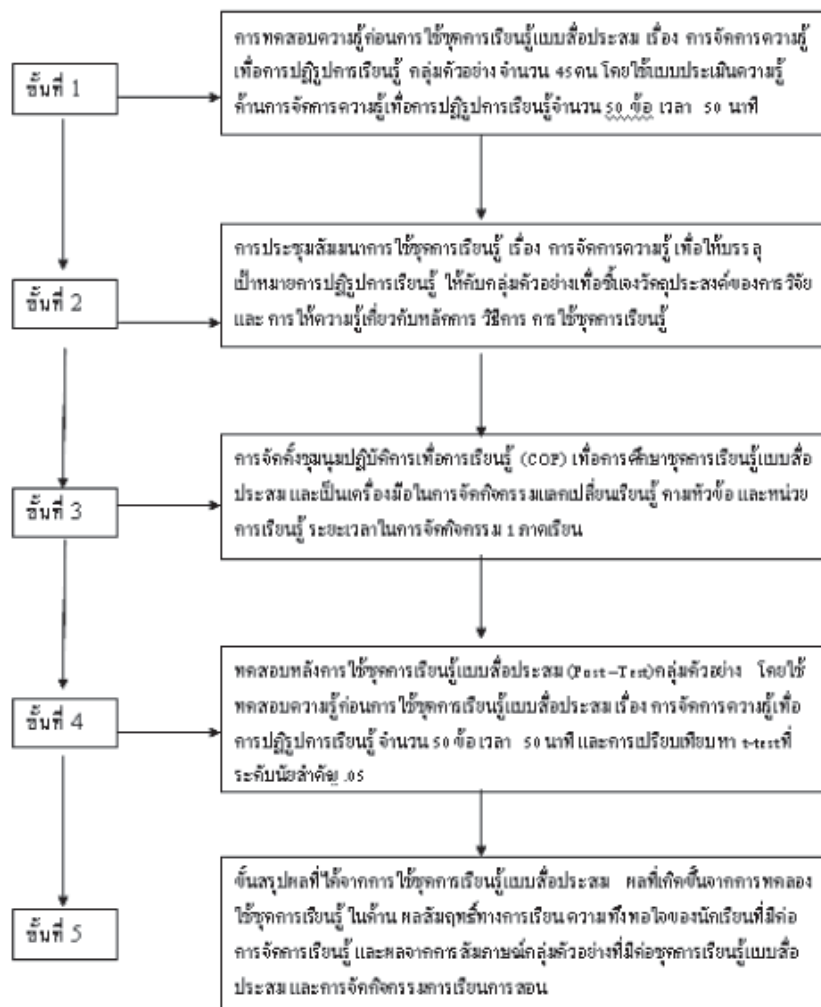 ขั้นที่ 1
การทดสอบความรู้ก่อนการใช้ชุดการเรียนรู้แบบสื่อประสม เรื่อง การจัดการความรู้
เพื่อการปฏิรูปการเรียนรู้ กลุ่มตัวอย่าง จำนวน 45คน โดยใช้แบบประเมินความรู้
ด้านการจัดการความรู้เพื่อการปฏิรูปการเรียนรู้จำนวน 50 ข้อ เวลา 50 นาที
ขั้นที่ 2
การประชุมสัมมนาการใช้ชุดการเรียนรู้ เรื่อง การจัดการความรู้ เพื่อให้บรรลุ
เป้าหมายการปฏิรูปการเรียนรู้ ให้กับกลุ่มตัวอย่างเพื่อชี้แจงวัตถุประสงค์ของการวิจัย
และ การให้ความรู้เกี่ยวกับหลักการ วิธีการ การใช้ชุดการเรียนรู้
ขั้นที่ 3
การจัดตั้งชุมนุมปฏิบัติการเพื่อการเรียนรู้ (COP) เพื่อการศึกษาชุดการเรียนรู้แบบสื่อ
ประสม และเป็นเครื่องมือในการจัดกิจกรรมแลกเปลี่ยนเรียนรู้ ตามหัวข้อ และหน่วย
การเรียนรู้ ระยะเวลาในการจัดกิจกรรม 1 ภาคเรียน
ขั้นที่ 4
ทดสอบหลังการใช้ชุดการเรียนรู้แบบสื่อประสม (Post–Test)กลุ่มตัวอย่าง โดยใช้
ทดสอบความรู้ก่อนการใช้ชุดการเรียนรู้แบบสื่อประสม เรื่อง การจัดการความรู้เพื่อ
การปฏิรูปการเรียนรู้ จำนวน 50 ข้อ เวลา 50 นาที และการเปรียบเทียบหา t-testที่
ระดับนัยสำคัญ .05
ขั้นที่ 5
ขั้นสรุปผลที่ได้จากการใช้ชุดการเรียนรู้แบบสื่อประสม ผลที่เกิดขึ้นจากการทดลอง
ใช้ชุดการเรียนรู้ ในด้าน ผลสัมฤทธิ์ทางการเรียน ความพึงพอใจของนักเรียนที่มีต่อ
การจัดการเรียนรู้ และผลจากการสัมภาษณ์กลุ่มตัวอย่างที่มีต่อชุดการเรียนรู้แบบสื่อ
ประสม และการจัดกิจกรรมการเรียนการสอน